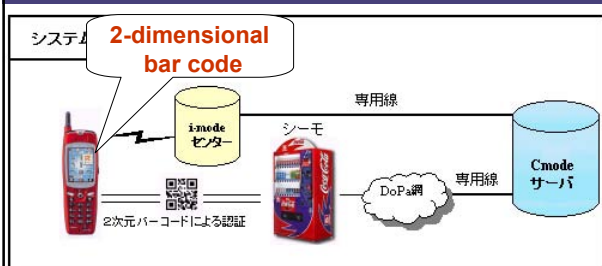 システム
2-dimensional
bar code
専用線
i-mode
センター
シーモ
Cmode
サーバ
DoPa網
専用線
2次元バーコードによる認証
Coca-Cola